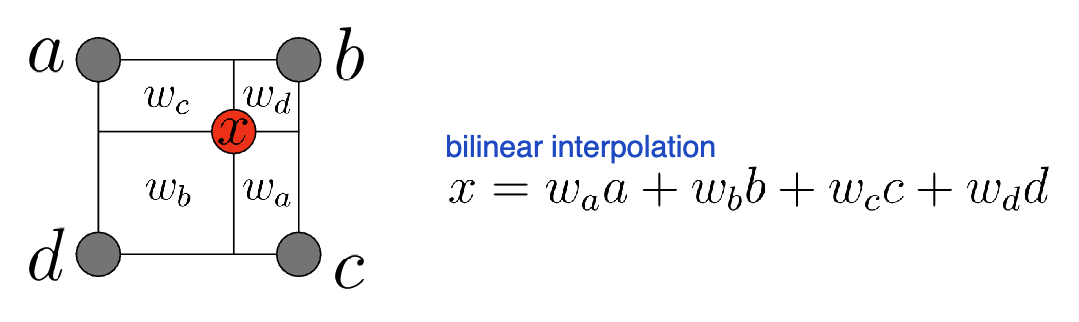 a
b
w_c
w_d
x
bilinear interpolation
x = w_a a + w_b b + w_c c + w_d d
w_b
w_a
d
c